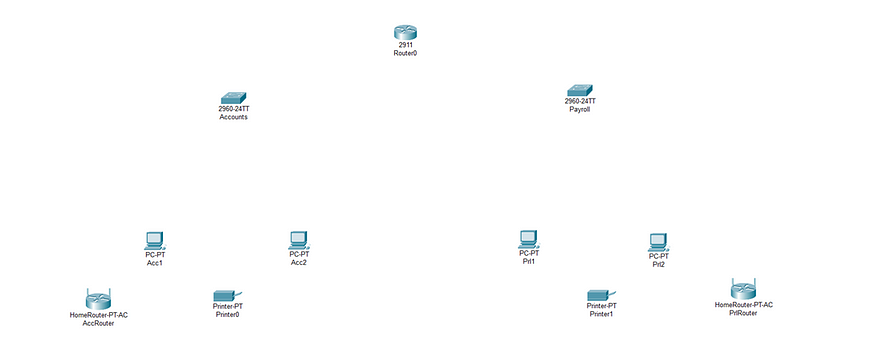 2911
Router0
2960-24TT
Accounts
2960-24TT
Payroll
PC-PT
Acc1
PC-PT
Acc2
PC-PT
Prl1
PC-PT
Prl2
HomeRouter-PT-AC
AccRouter
Printer-PT
Printer0
Printer-PT
Printer1
HomeRouter-PT-AC
PrlRouter